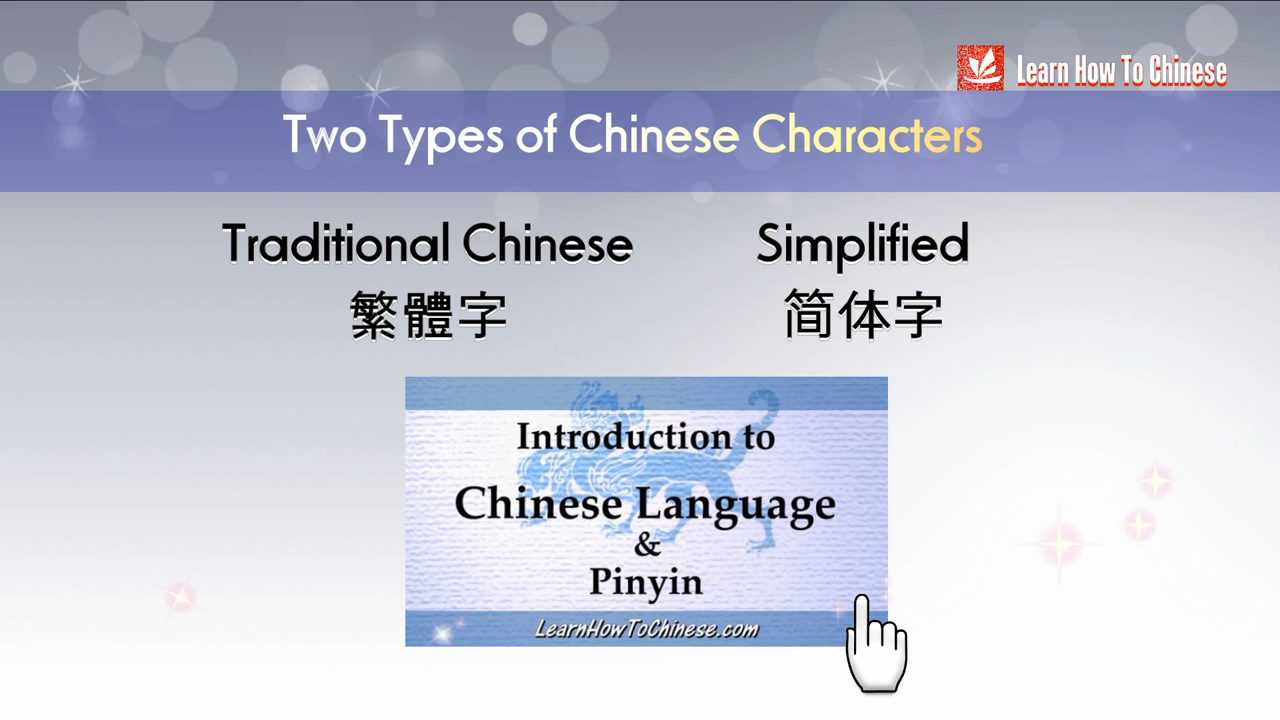 Learn How To Chinese
Two Types of Chinese Characters
Traditional Chinese
Simplified
繁體字
简体字
Introduction to
Chinese Language
&
Pinyin
LearnHowToChinese.com